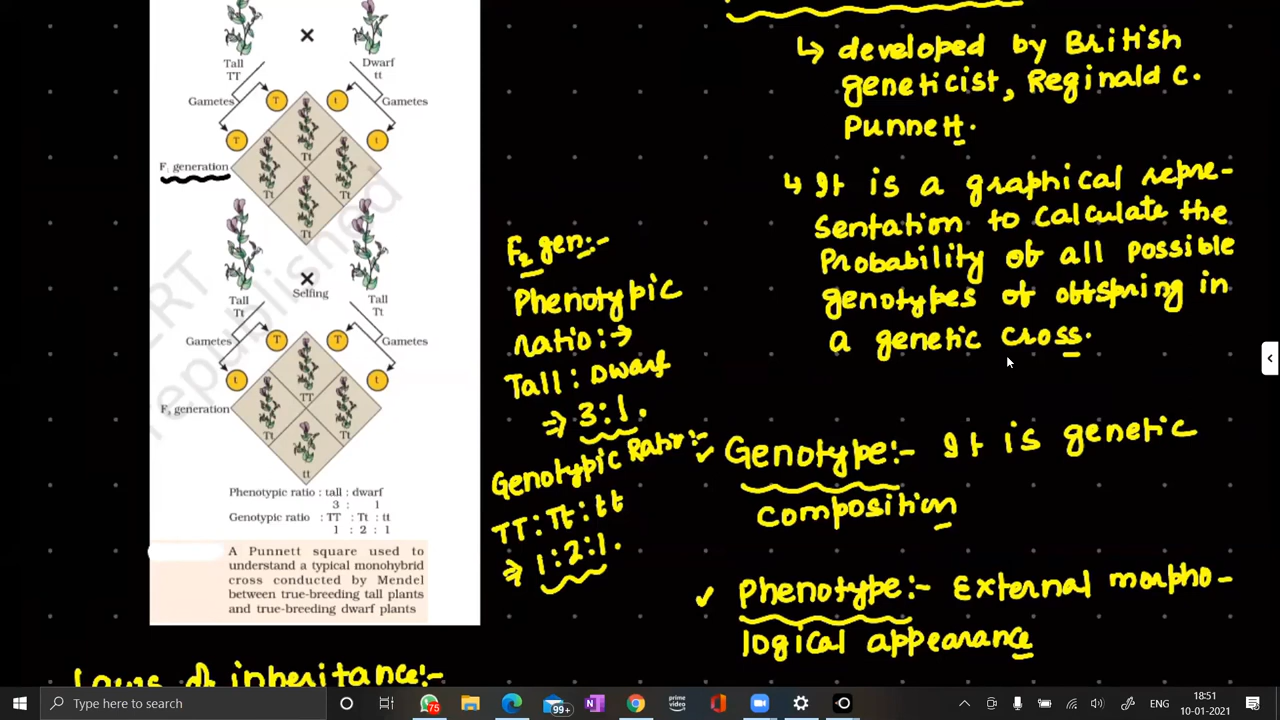 Tall
TT
Dwarf
tt
Gametes
T
t
Gametes
T
t
Tt
F1 generation
Tt
Tt
Tt
Selfing
Tall
Tt
Tall
Tt
Gametes
T
T
Gametes
t
t
TT
F2 generation
Tt
Tt
tt
Phenotypic ratio : tall : dwarf
3 : 1
Genotypic ratio : TT : Tt : tt
1 : 2 : 1
A Punnett square used to
understand a typical monohybrid
cross conducted by Mendel
between true-breeding tall plants
and true-breeding dwarf plants
republished
F2 gen:-
Phenotypic
ratio:→
Tall : Dwarf
⇒ 3:1.
Genotypic Ratio:-
TT : Tt : tt
⇒ 1:2:1.
↳ developed by British
geneticist, Reginald C.
Punnett.
↳ It is a graphical repre-
sentation to calculate the
Probability of all possible
genotypes of offspring in
a genetic cross.
✓ Genotype:- It is genetic
composition
✓ Phenotype:- External morpho-
logical appearance
Laws of inheritance:-
Type here to search
75
99+
prime
video
ENG
18:51
10-01-2021